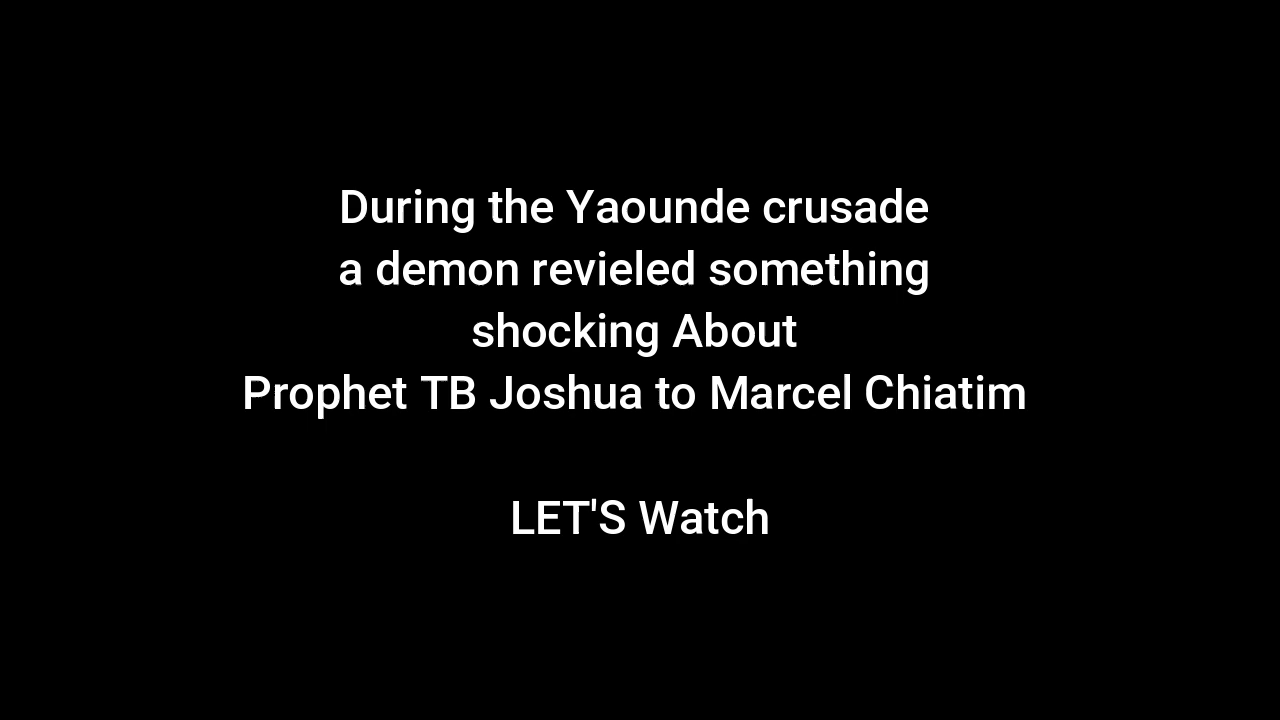 During the Yaounde crusade
a demon revieled something
shocking About
Prophet TB Joshua to Marcel Chiatim
LET'S Watch